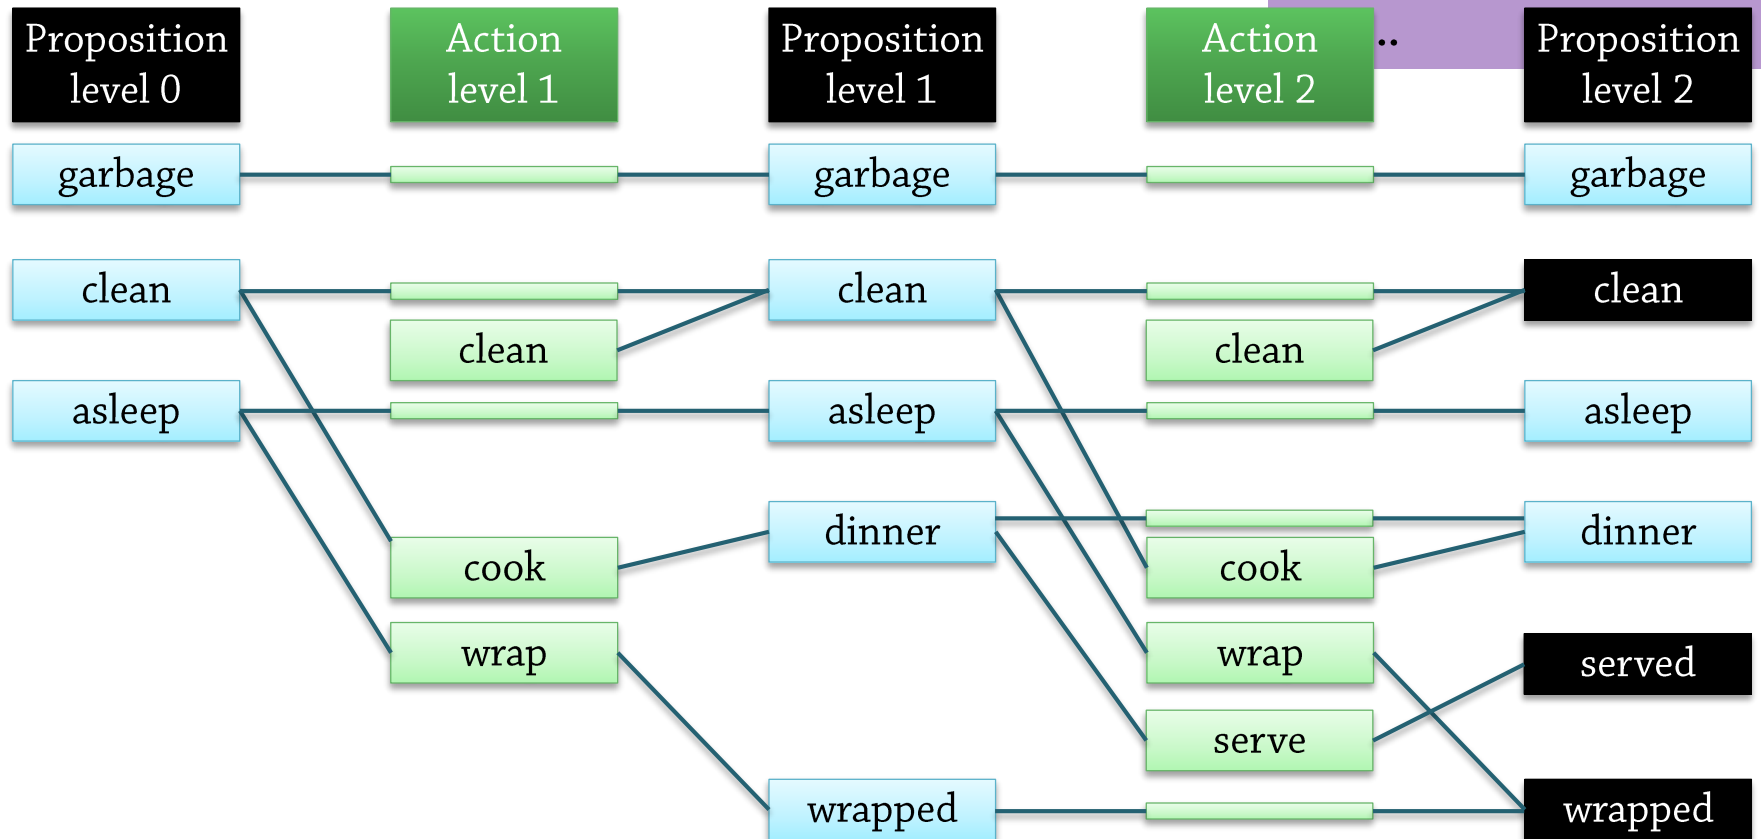 Proposition
level 0
Action
level 1
Proposition
level 1
Action
level 2
..
Proposition
level 2
garbage
garbage
garbage
clean
clean
clean
clean
clean
asleep
asleep
asleep
dinner
dinner
cook
cook
wrap
wrap
served
serve
wrapped
wrapped